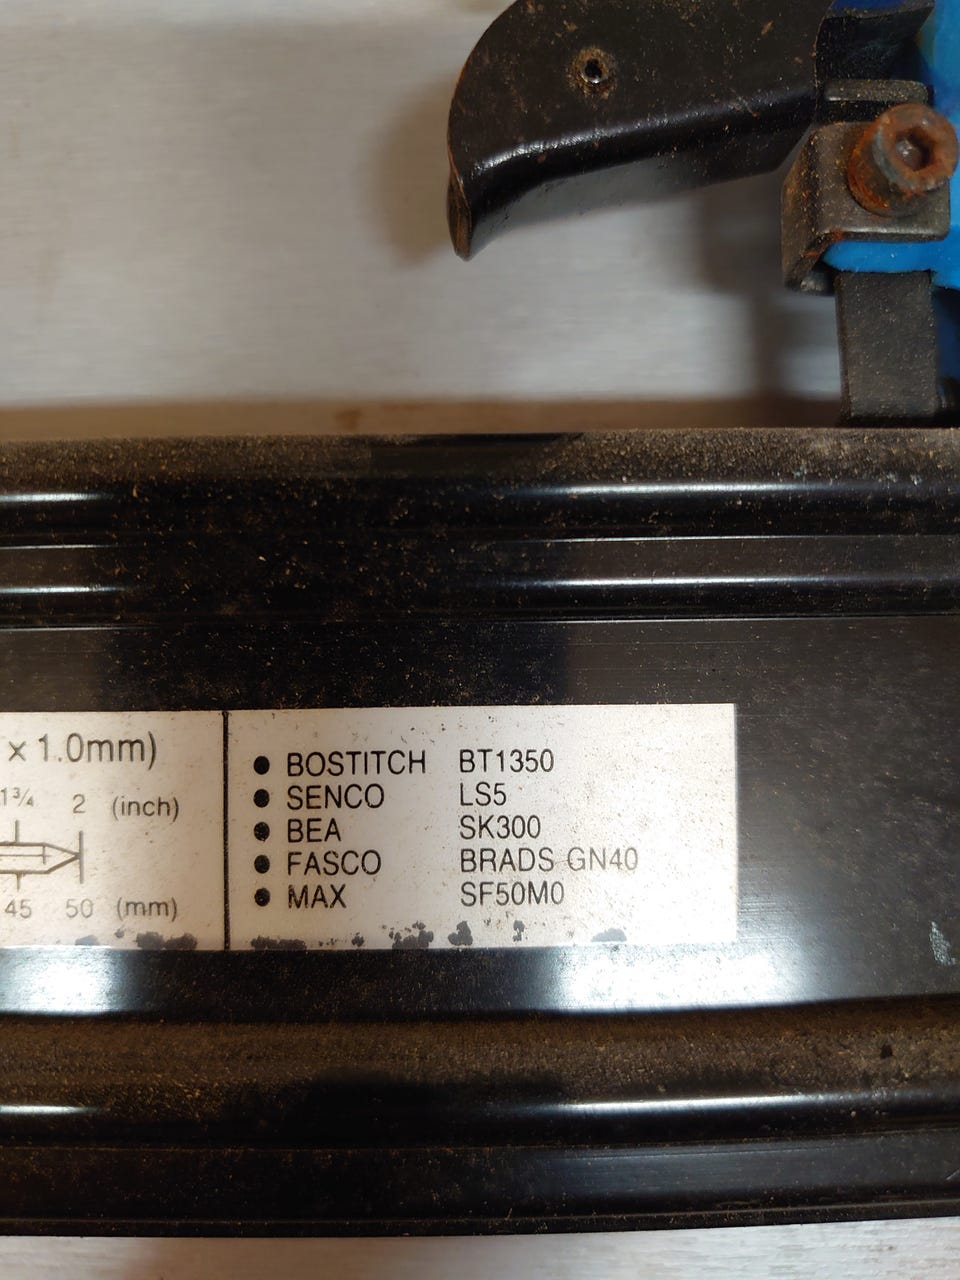 x 1.0mm)
1¾ 2 (inch)
45 50 (mm)
● BOSTITCH BT1350
● SENCO LS5
● BEA SK300
● FASCO BRADS GN40
● MAX SF50M0